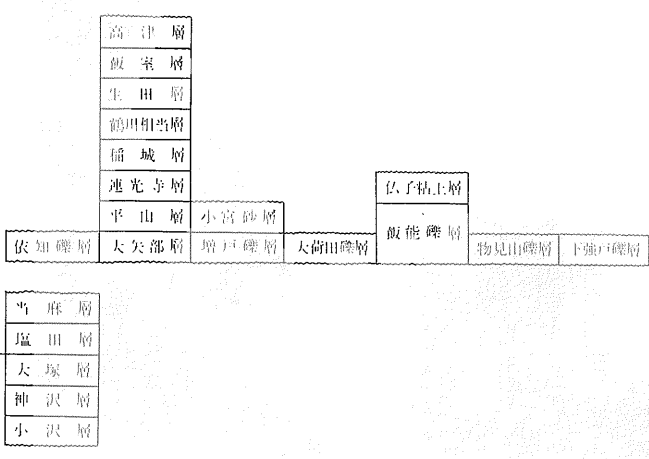 高津層
飯室層
生田層
鶴川相当層
稲城層
連光寺層
平山層
大矢部層
小宮砂層
増戸礫層
仏子粘土層
飯能礫層
依知礫層
大荷田礫層
物見山礫層
下強戸礫層
当麻層
塩田層
大塚層
神沢層
小沢層